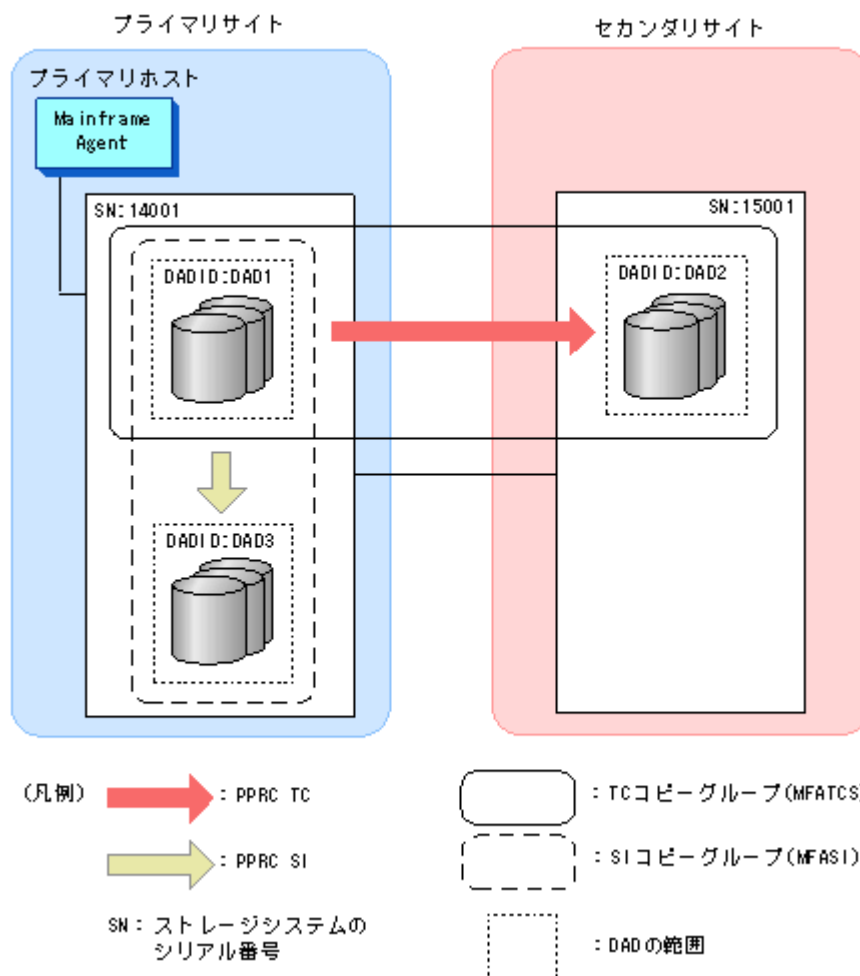 プライマリサイト
セカンダリサイト
プライマリホスト
Mainframe
Agent
SN:14001
SN:15001
DADID:DAD1
DADID:DAD2
DADID:DAD3
(凡例)
: PPRC TC
: TCコピーグループ(MFATCS)
: PPRC SI
: SIコピーグループ(MFASI)
SN: ストレージシステムの
シリアル番号
: DADの範囲